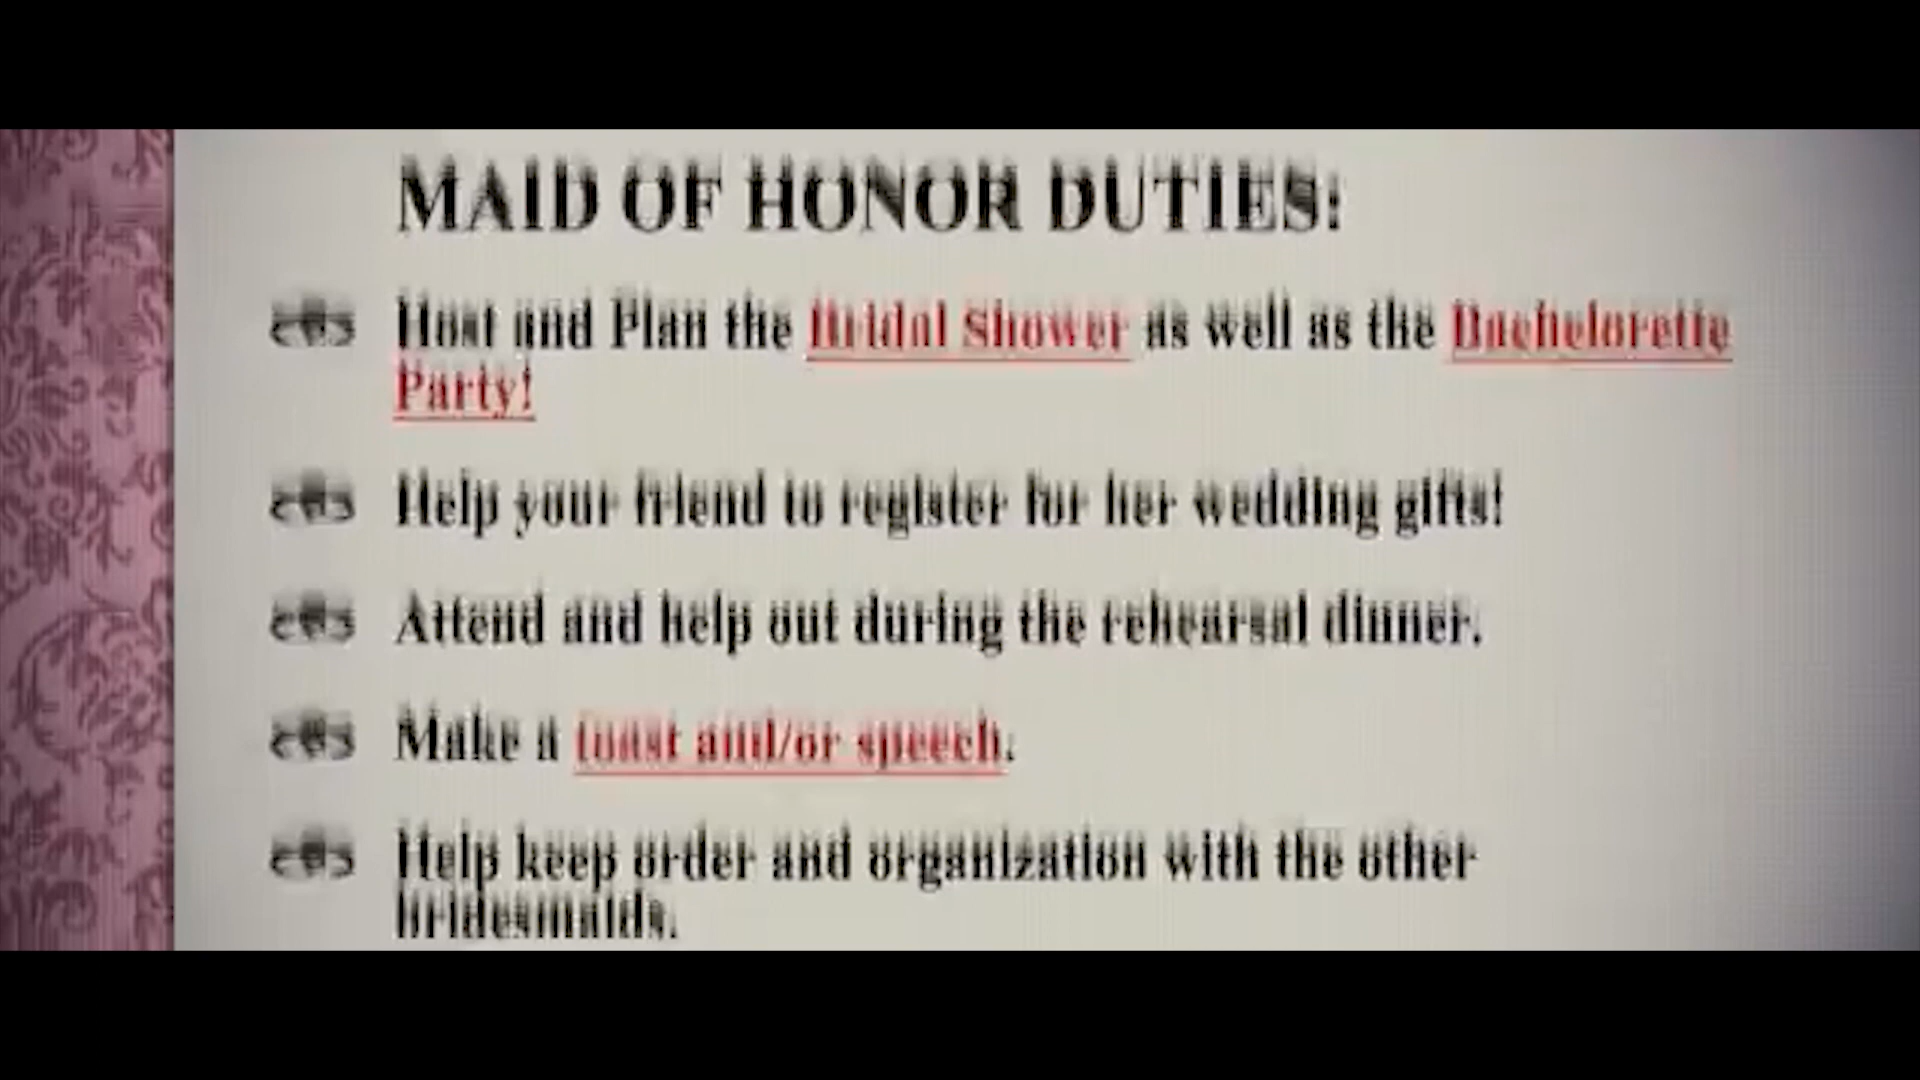 MAID OF HONOR DUTIES:
Host and Plan the Bridal Shower as well as the Bachelorette
Party!
Help your friend to register for her wedding gifts!
Attend and help out during the rehearsal dinner.
Make a toast and/or speech.
Help keep order and organization with the other
bridesmaids.